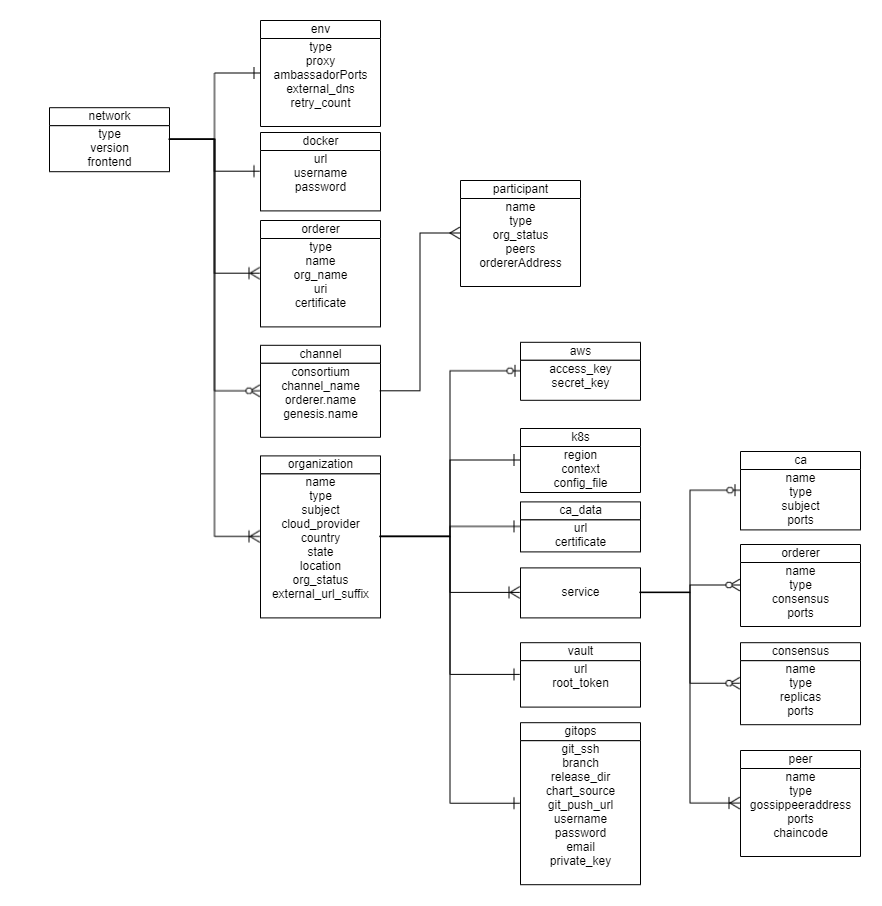 env
type
proxy
ambassadorPorts
external_dns
retry_count
network
type
version
frontend
docker
url
username
password
participant
name
type
org_status
peers
ordererAddress
orderer
type
name
org_name
uri
certificate
channel
consortium
channel_name
orderer.name
genesis.name
aws
access_key
secret_key
k8s
region
context
config_file
organization
name
type
subject
cloud_provider
country
state
location
org_status
external_url_suffix
ca_data
url
certificate
service
vault
url
root_token
gitops
git_ssh
branch
release_dir
chart_source
git_push_url
username
password
email
private_key
ca
name
type
subject
ports
orderer
name
type
consensus
ports
consensus
name
type
replicas
ports
peer
name
type
gossippeeraddress
ports
chaincode